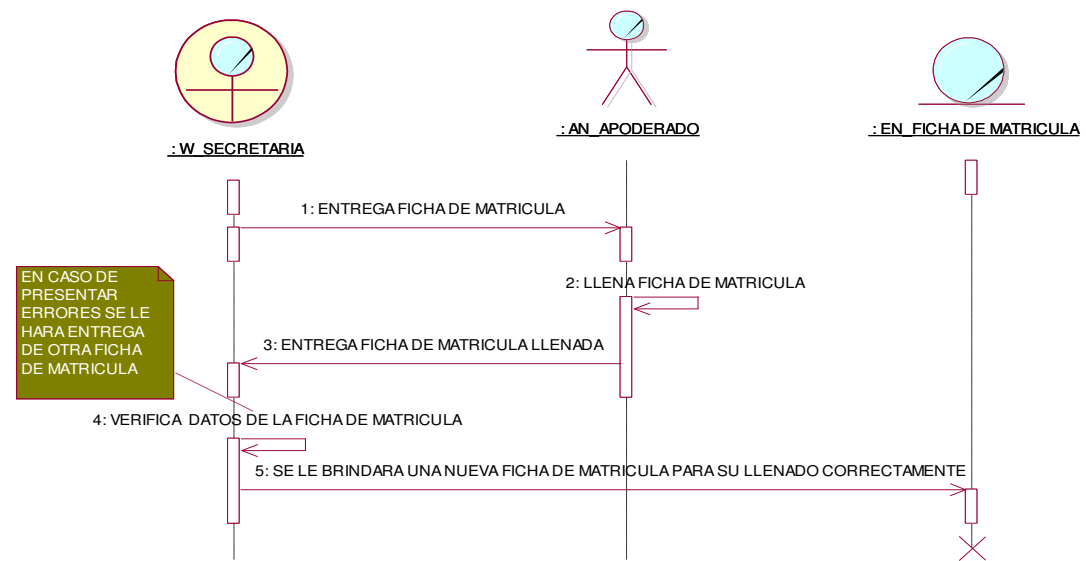 : W_SECRETARIA
: AN_APODERADO
: EN_FICHA DE MATRICULA
1: ENTREGA FICHA DE MATRICULA
EN CASO DE
PRESENTAR
ERRORES SE LE
HARA ENTREGA
DE OTRA FICHA
DE MATRICULA
2: LLENA FICHA DE MATRICULA
3: ENTREGA FICHA DE MATRICULA LLENADA
4: VERIFICA DATOS DE LA FICHA DE MATRICULA
5: SE LE BRINDARA UNA NUEVA FICHA DE MATRICULA PARA SU LLENADO CORRECTAMENTE